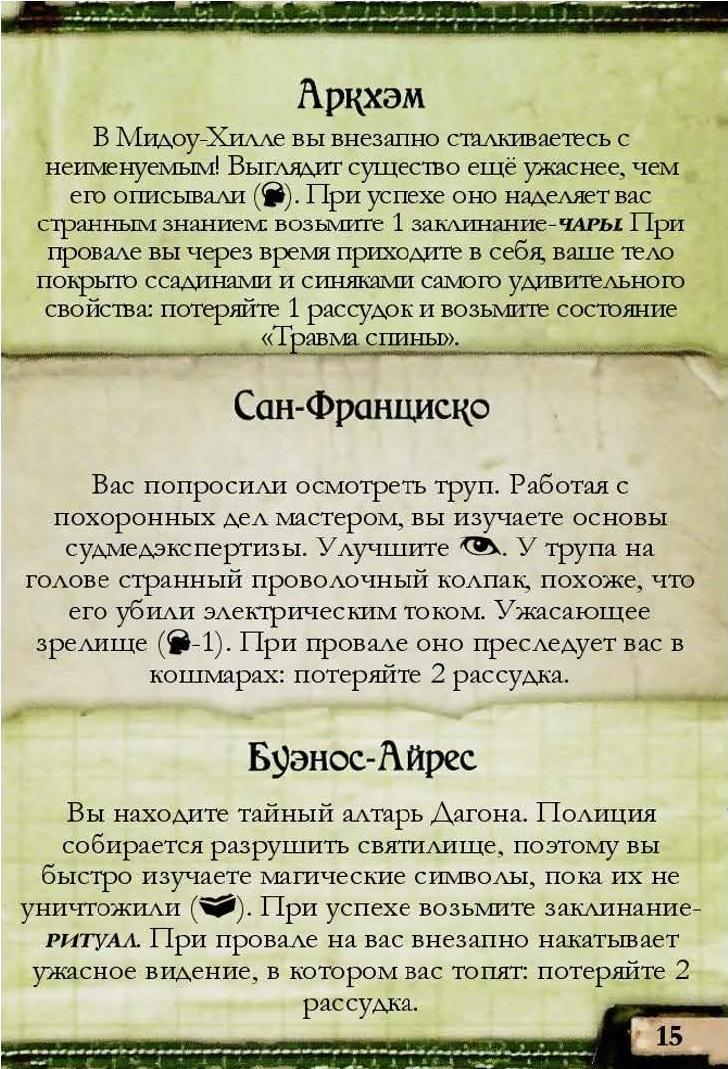 Аркхэм
В Мидоу-Хилле вы внезапно сталкиваетесь с
неименуемым! Выглядит существо ещё ужаснее, чем
его описывали (). При успехе оно наделяет вас
странным знанием: возьмите 1 заклинание-ЧАРЫ. При
провале вы через время приходите в себя, ваше тело
покрыто ссадинами и синяками самого удивительного
свойства: потеряйте 1 рассудок и возьмите состояние
«Травма спины».
Сан-Франциско
Вас попросили осмотреть труп. Работая с
похоронных дел мастером, вы изучаете основы
судмедэкспертизы. Улучшите . У трупа на
голове странный проволочный колпак, похоже, что
его убили электрическим током. Ужасающее
зрелище (-1). При провале оно преследует вас в
кошмарах: потеряйте 2 рассудка.
Буэнос-Айрес
Вы находите тайный алтарь Дагона. Полиция
собирается разрушить святилище, поэтому вы
быстро изучаете магические символы, пока их не
уничтожили (). При успехе возьмите заклинание-
РИТУАЛ. При провале на вас внезапно накатывает
ужасное видение, в котором вас топят: потеряйте 2
рассудка.
15